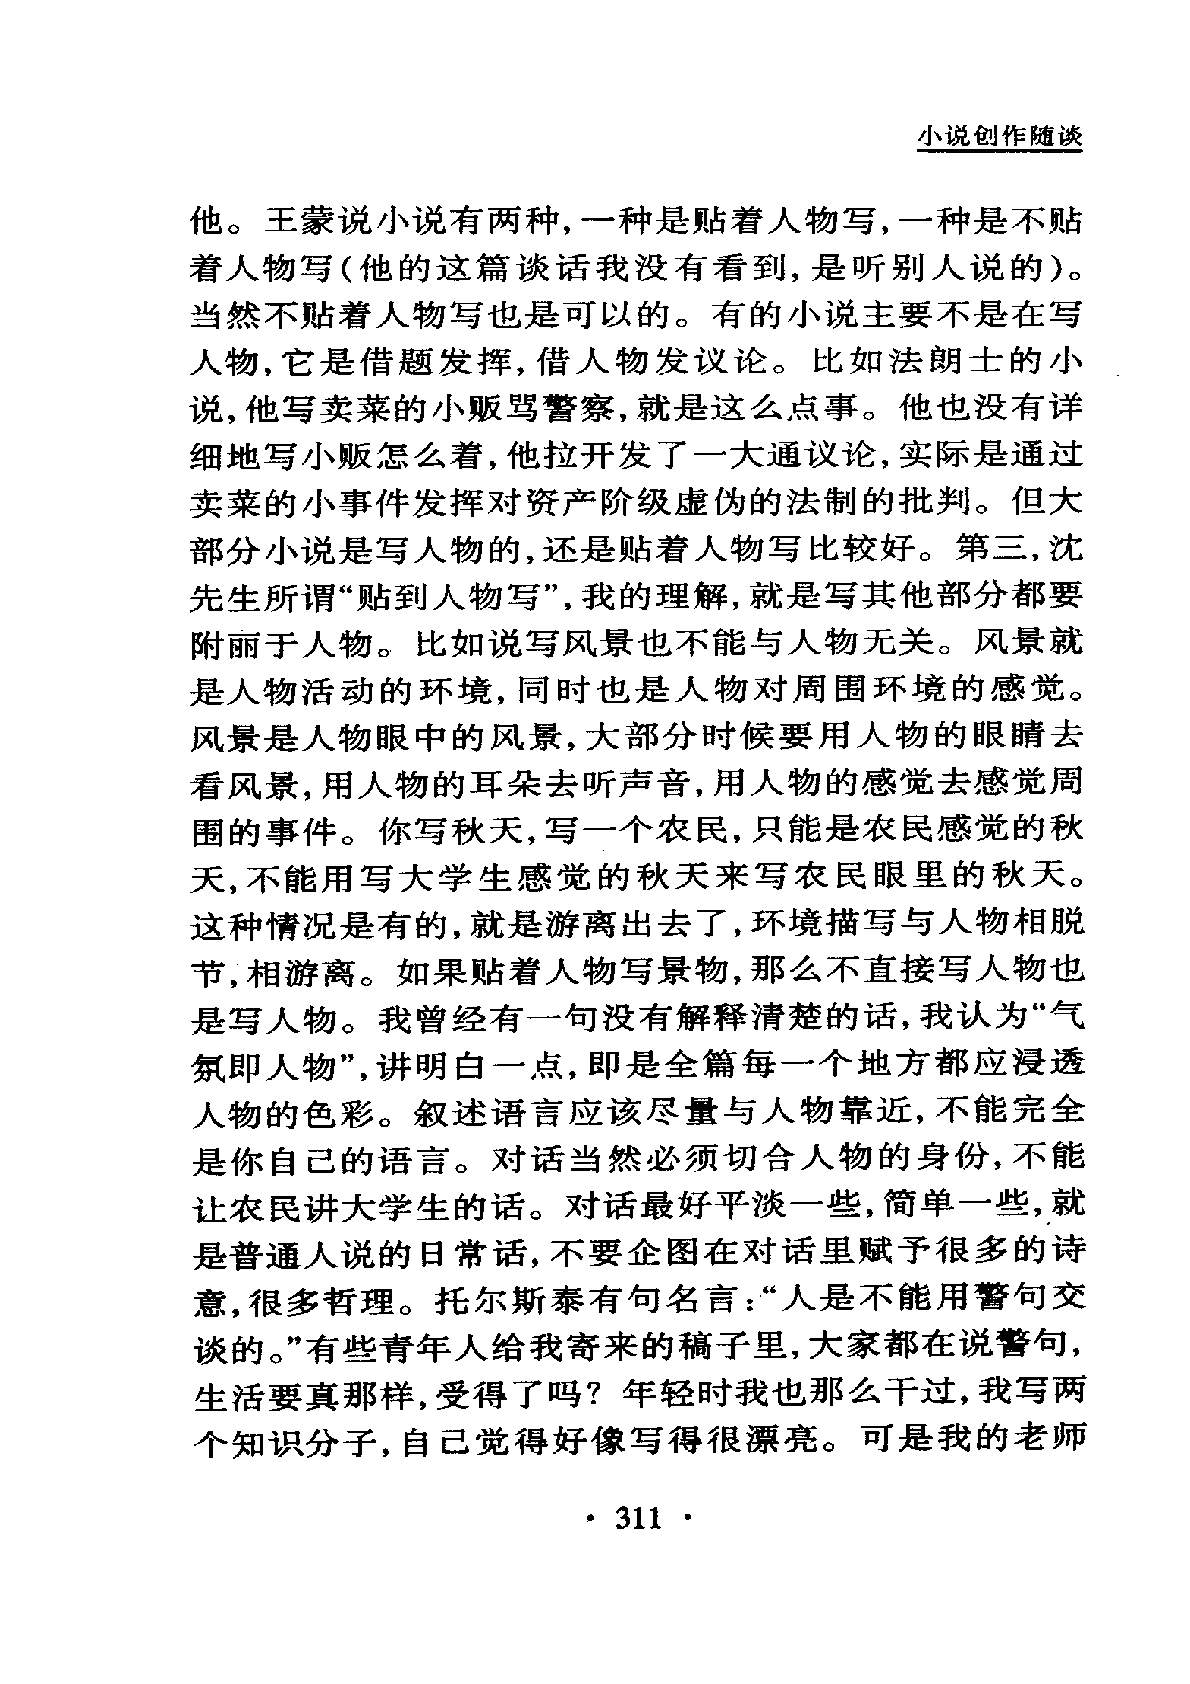 小说创作随谈
他。王蒙说小说有两种,一种是贴着人物写,一种是不贴
着人物写(他的这篇谈话我没有看到,是听别人说的)。
当然不贴着人物写也是可以的。有的小说主要不是在写
人物,它是借题发挥,借人物发议论。比如法朗士的小
说,他写卖菜的小贩骂警察,就是这么点事。他也没有详
细地写小贩怎么着,他拉开发了一大通议论,实际是通过
卖菜的小事件发挥对资产阶级虚伪的法制的批判。但大
部分小说是写人物的,还是贴着人物写比较好。第三,沈
先生所谓“贴到人物写”,我的理解,就是写其他部分都要
附丽于人物。比如说写风景也不能与人物无关。风景就
是人物活动的环境,同时也是人物对周围环境的感觉。
风景是人物眼中的风景,大部分时候要用人物的眼睛去
看风景,用人物的耳朵去听声音,用人物的感觉去感觉周
围的事件。你写秋天,写一个农民,只能是农民感觉的秋
天,不能用写大学生感觉的秋天来写农民眼里的秋天。
这种情况是有的,就是游离出去了,环境描写与人物相脱
节,相游离。如果贴着人物写景物,那么不直接写人物也
是写人物。我曾经有一句没有解释清楚的话,我认为“气
氛即人物”,讲明白一点,即是全篇每一个地方都应浸透
人物的色彩。叙述语言应该尽量与人物靠近,不能完全
是你自己的语言。对话当然必须切合人物的身份,不能
让农民讲大学生的话。对话最好平淡一些,简单一些,就
是普通人说的日常话,不要企图在对话里赋予很多的诗
意,很多哲理。托尔斯泰有句名言:“人是不能用警句交
谈的。”有些青年人给我寄来的稿子里,大家都在说警句,
生活要真那样,受得了吗? 年轻时我也那么干过,我写两
个知识分子,自己觉得好像写得很漂亮。可是我的老师
· 311 ·